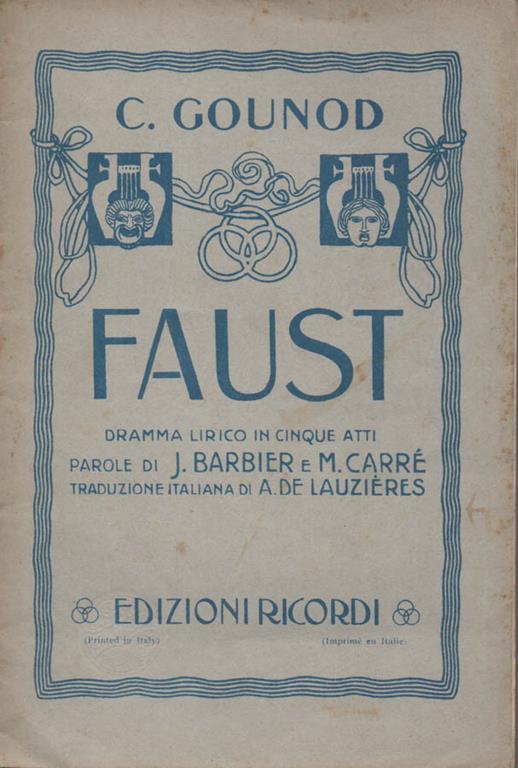 C. GOUNOD
FAUST
DRAMMA LIRICO IN CINQUE ATTI
PAROLE DI J. BARBIER E M. CARRÉ
TRADUZIONE ITALIANA DI A. DE LAUZIÈRES
EDIZIONI RICORDI
(Printed in Italy) (Imprimé en Italie)